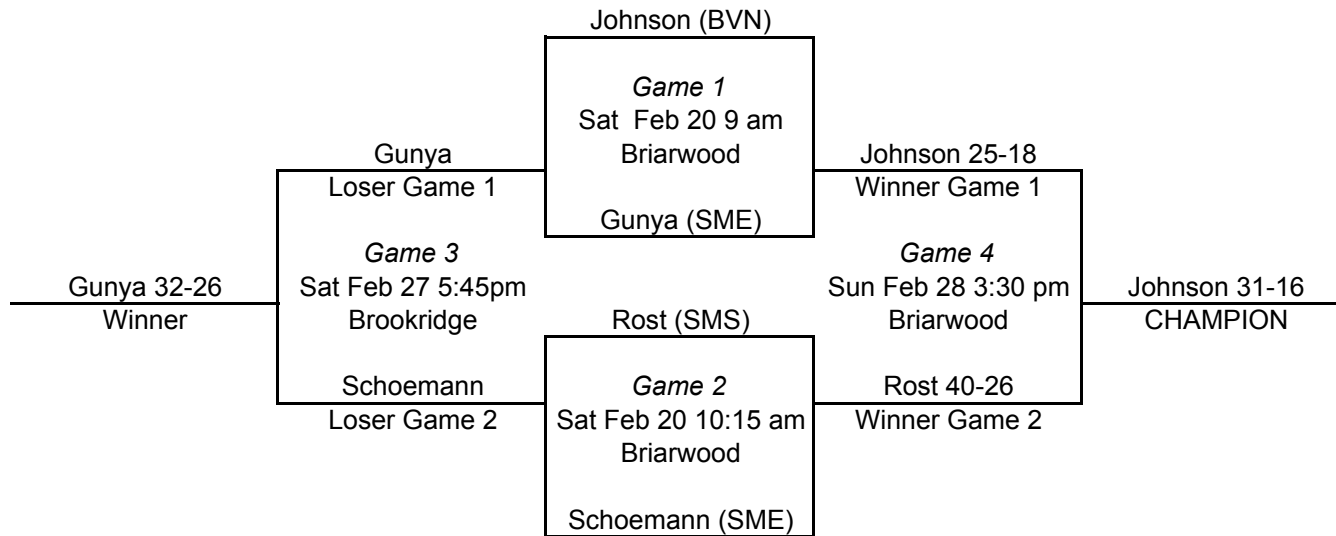 Johnson (BVN)
Game 1
Sat Feb 20 9 am
Briarwood
Gunya
Loser Game 1
Johnson 25-18
Winner Game 1
Gunya (SME)
Game 3
Sat Feb 27 5:45pm
Brookridge
Game 4
Sun Feb 28 3:30 pm
Briarwood
Gunya 32-26
Winner
Johnson 31-16
CHAMPION
Rost (SMS)
Game 2
Sat Feb 20 10:15 am
Briarwood
Schoemann
Loser Game 2
Rost 40-26
Winner Game 2
Schoemann (SME)